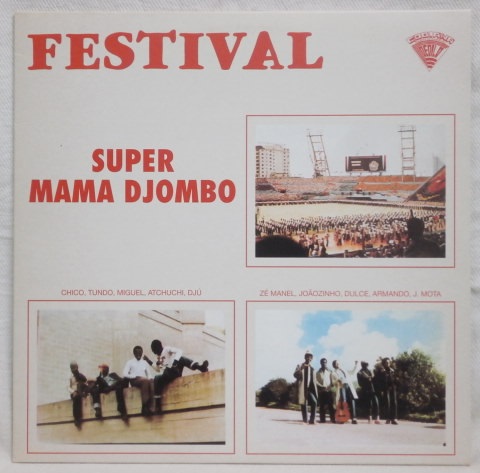 FESTIVAL
SUPER
MAMA DJOMBO
CHICO, TUNDO, MIGUEL, ATCHUCHI, DJÚ
ZÉ MANEL, JOÃOZINHO, DULCE, ARMANDO, J. MOTA